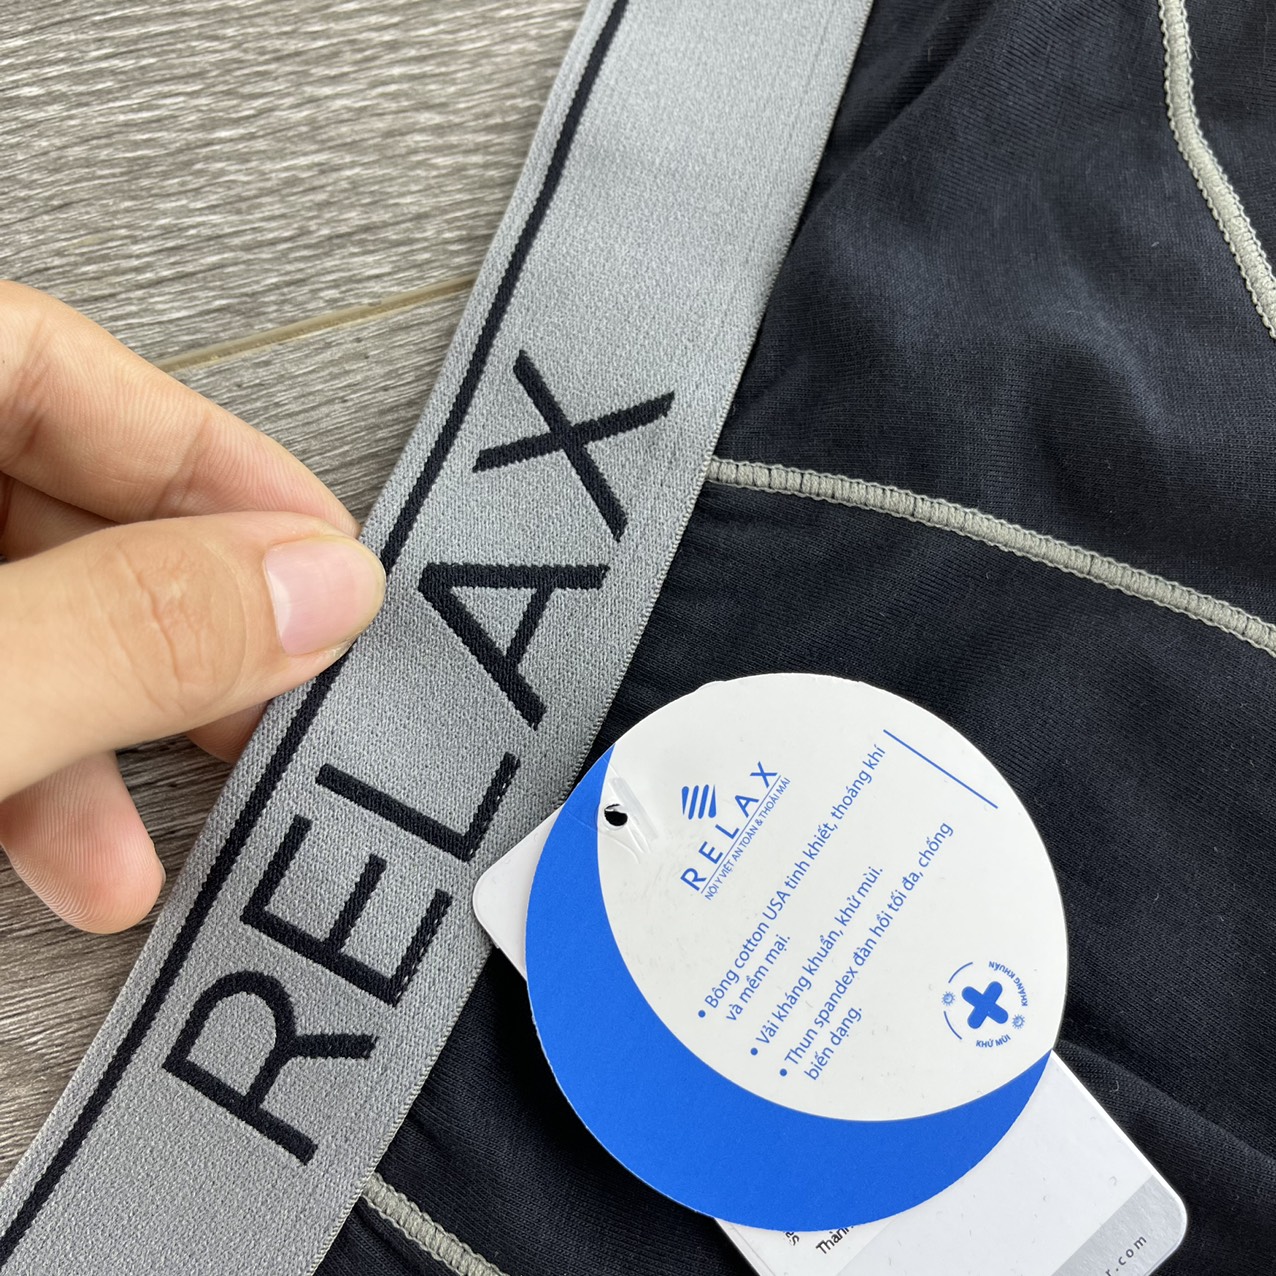 RELAX
RELAX
NỘI Y VIỆT AN TOÀN & THOẢI MÁI
• Bông cotton USA tinh khiết, thoáng khí
và mềm mại.
• Vải kháng khuẩn, khử mùi.
• Thun spandex đàn hồi tối đa, chống
biến dạng.
KHÁNG KHUẨN
KHỬ MÙI
r.com